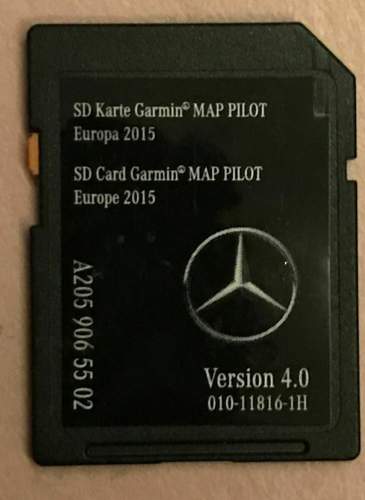 SD Karte Garmin® MAP PILOT
Europa 2015
SD Card Garmin® MAP PILOT
Europe 2015
A205 906 55 02
Version 4.0
010-11816-1H